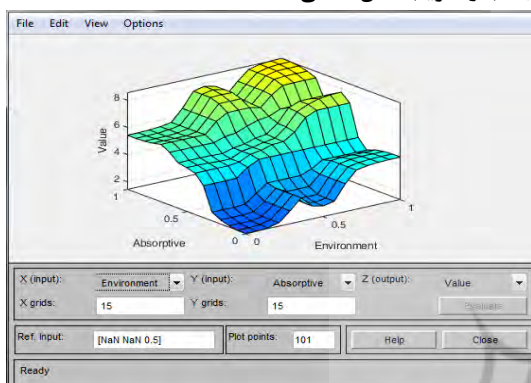 File Edit View Options
8
6
4
2
Value
1
0.5
0
Absorptive
0
0.5
1
Environment
X (input): Environment Y (input): Absorptive Z (output): Value
X grids: 15 Y grids: 15 Evaluate
Ref. Input: [NaN NaN 0.5] Plot points: 101 Help Close
Ready